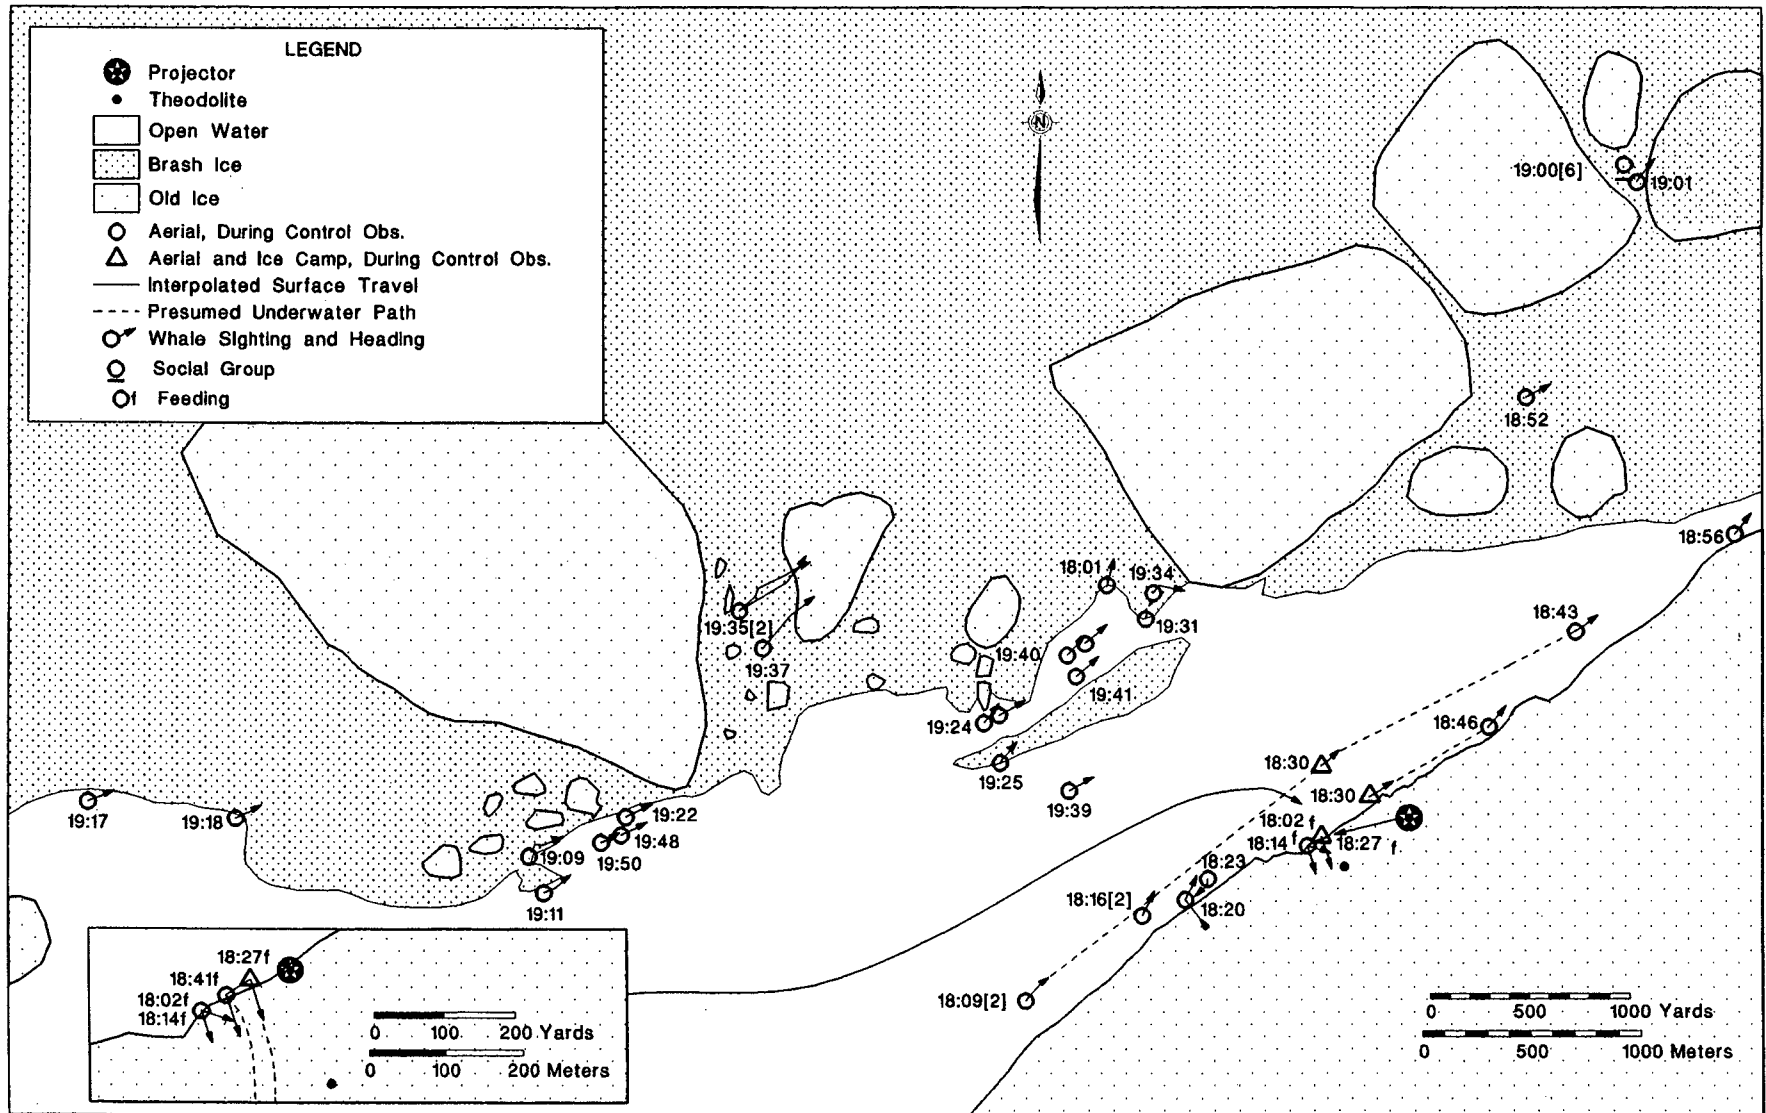 LEGEND
Projector
Theodolite
Open Water
Brash Ice
Old Ice
Aerial, During Control Obs.
Aerial and Ice Camp, During Control Obs.
Interpolated Surface Travel
Presumed Underwater Path
Whale Sighting and Heading
Social Group
f Feeding
N
19:00[6]
19:01
18:52
18:56
18:01
19:34
19:31
18:43
19:35[2]
19:37
19:40
19:41
19:24
18:46
19:25
18:30
18:30
19:39
19:17
19:18
19:22
19:48
19:50
19:09
19:11
18:02 f
18:14 f
18:27 f
18:23
18:20
18:16[2]
18:09[2]
18:27f
18:41f
18:02f
18:14f
0 100 200 Yards
0 100 200 Meters
0 500 1000 Yards
0 500 1000 Meters